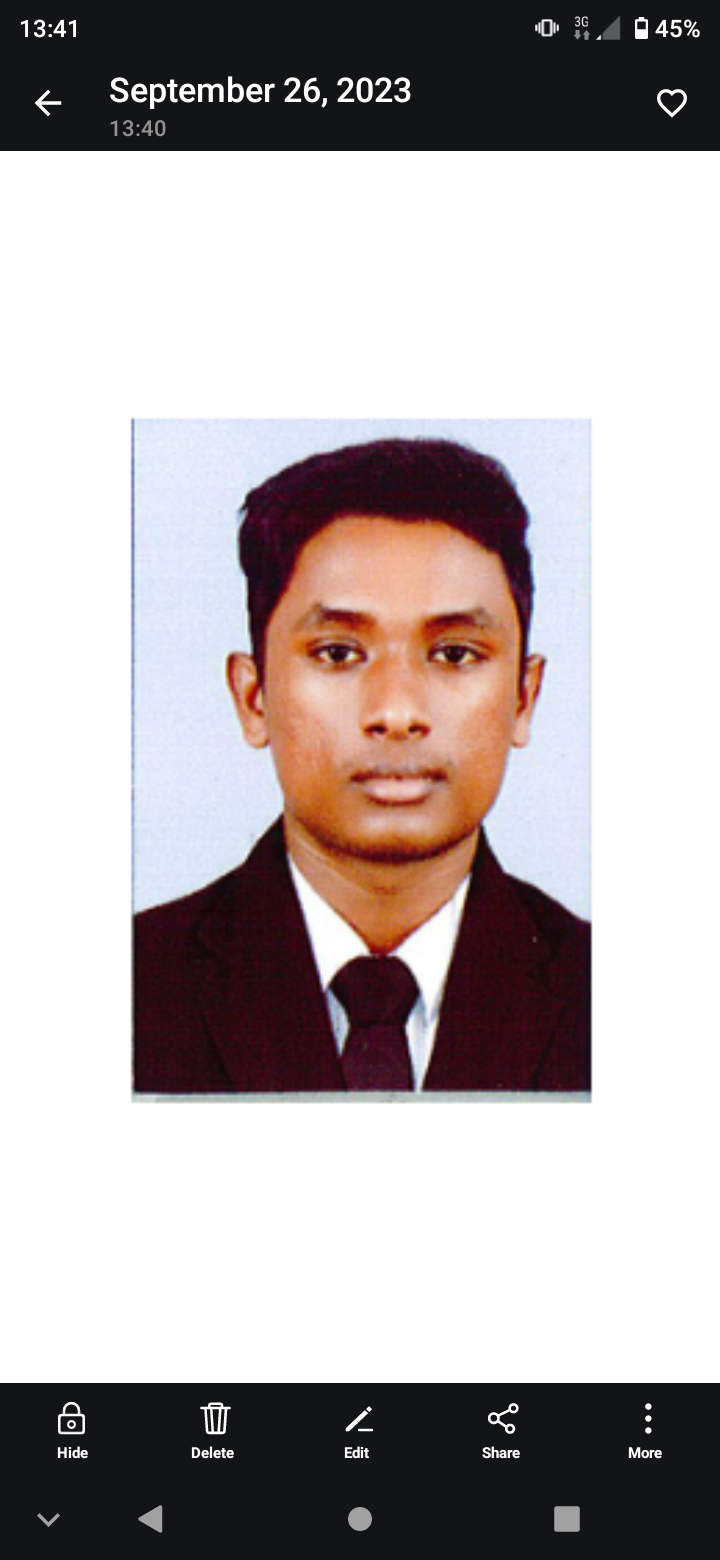 13:41
3G
45%
September 26, 2023
13:40
Hide
Delete
Edit
Share
More